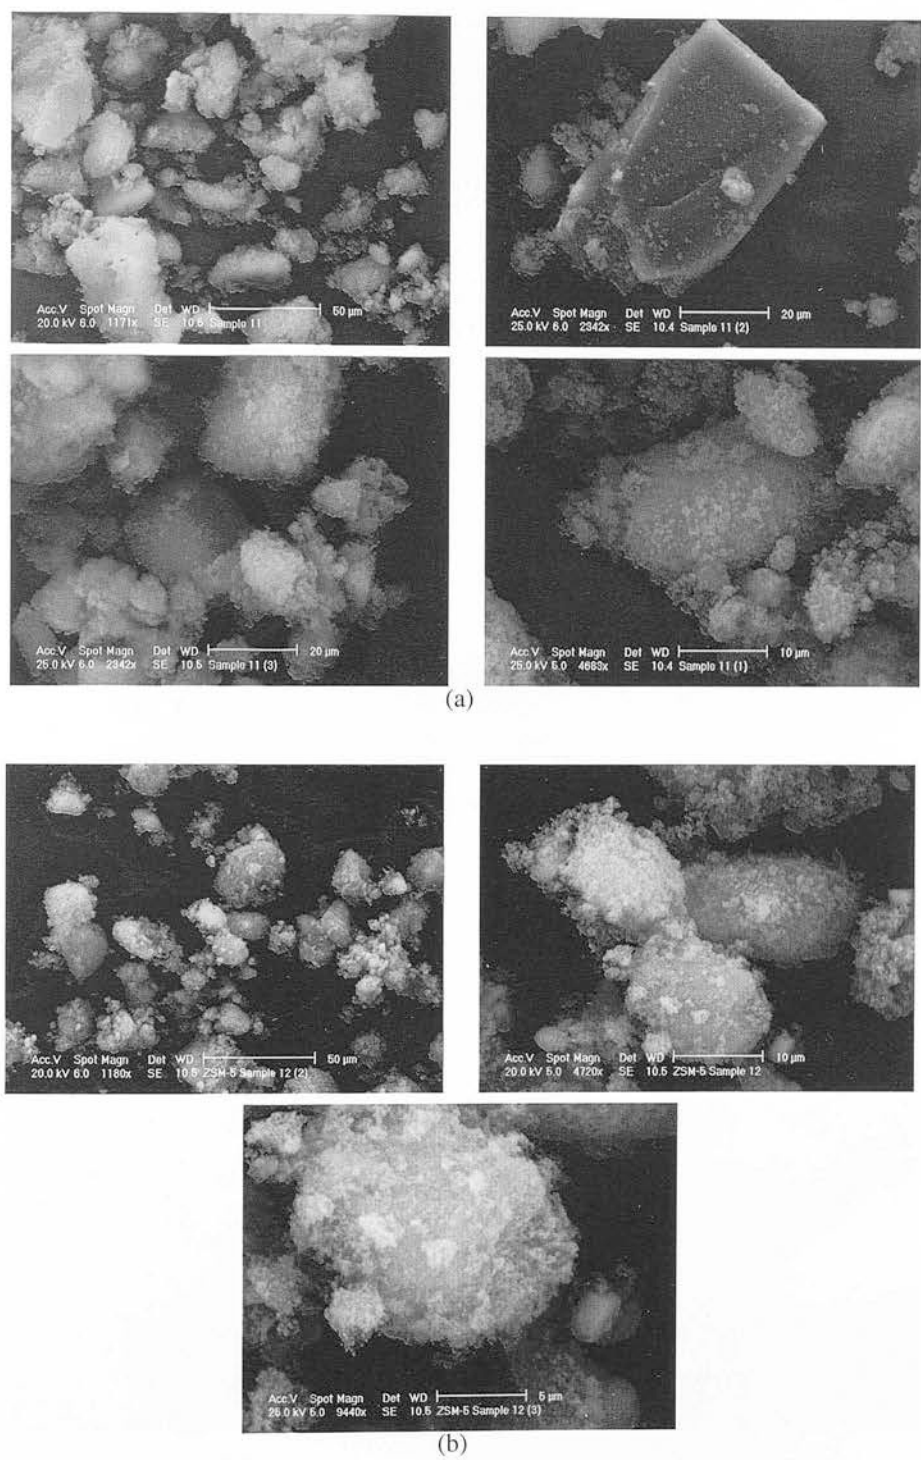 Acc.V Spot Magn Det WD 50 µm
20.0 kV 6.0 1171x SE 10.5 Sample 11
Acc.V Spot Magn Det WD 20 µm
25.0 kV 6.0 2342x SE 10.4 Sample 11 (2)
Acc.V Spot Magn Det WD 20 µm
25.0 kV 6.0 2342x SE 10.5 Sample 11 (3)
Acc.V Spot Magn Det WD 10 µm
25.0 kV 5.0 4683x SE 10.4 Sample 11 (1)
(a)
Acc.V Spot Magn Det WD 50 µm
20.0 kV 6.0 1180x SE 10.5 ZSM-5 Sample 12 (2)
Acc.V Spot Magn Det WD 10 µm
20.0 kV 5.0 4720x SE 10.5 ZSM-5 Sample 12
Acc.V Spot Magn Det WD 5 µm
25.0 kV 5.0 9440x SE 10.5 ZSM-5 Sample 12 (3)
(b)